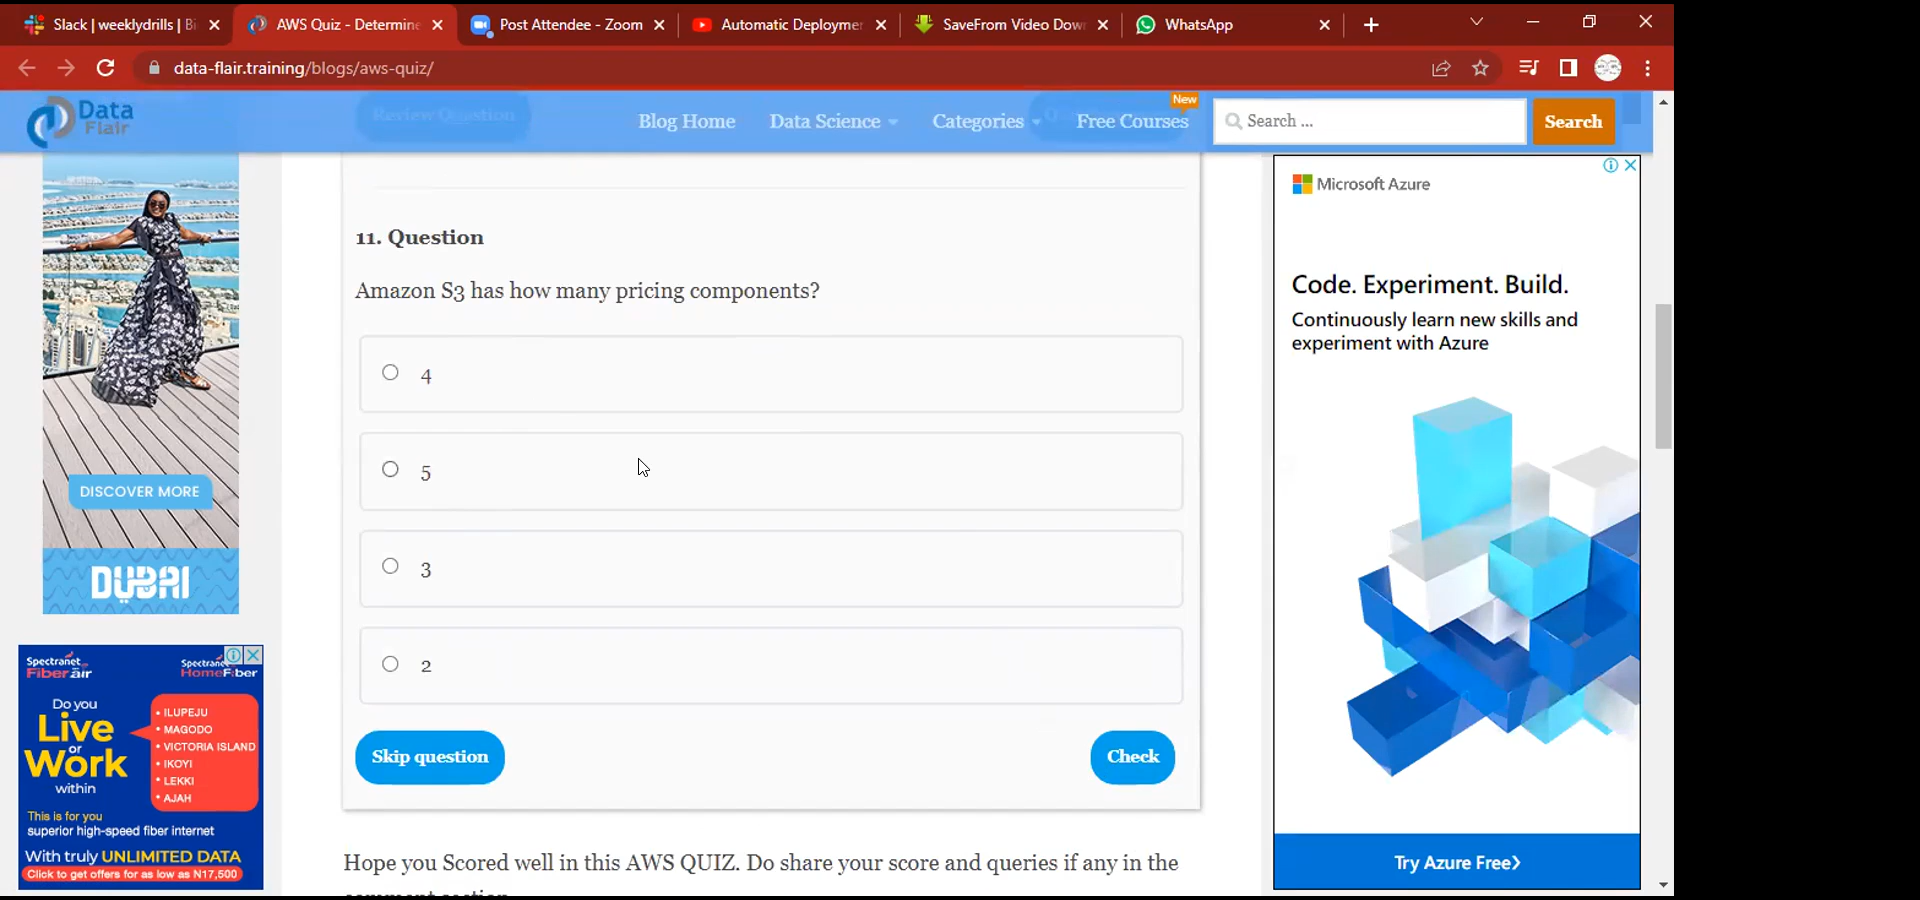 Slack | weeklydrills |
AWS Quiz - Determine
Post Attendee - Zoom
Automatic Deployme
SaveFrom Video Dow
WhatsApp
data-flair.training/blogs/aws-quiz/
Data
Flair
Review Question
Blog Home
Data Science
Categories
Free Courses
New
Search ...
Search
11. Question
Amazon S3 has how many pricing components?
4
5
3
2
Skip question
Check
Hope you Scored well in this AWS QUIZ. Do share your score and queries if any in the
comment section
DISCOVER MORE
DUBAI
Spectranet
Fiber air
Spectranet
HomeFiber
Do you
Live
or
Work
within
• ILUPEJU
• MAGODO
• VICTORIA ISLAND
• IKOYI
• LEKKI
• AJAH
This is for you
superior high-speed fiber internet
With truly UNLIMITED DATA
Click to get offers for as low as N17,500
Microsoft Azure
Code. Experiment. Build.
Continuously learn new skills and
experiment with Azure
Try Azure Free>